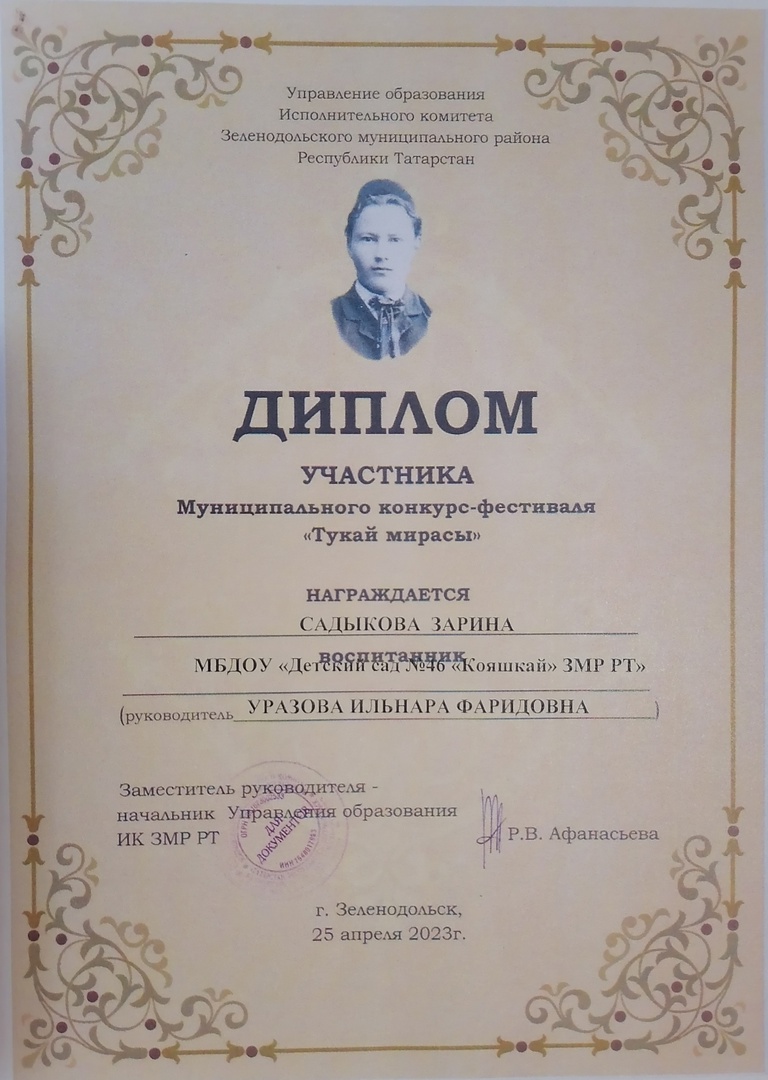 Управление образования
Исполнительного комитета
Зеленодольского муниципального района
Республики Татарстан
ДИПЛОМ
УЧАСТНИКА
Муниципального конкурс-фестиваля
«Тукай мирасы»
НАГРАЖДАЕТСЯ
САДЫКОВА ЗАРИНА
воспитанник
МБДОУ «Детский сад №46 «Кояшкай» ЗМР РТ»
(руководитель УРАЗОВА ИЛЬНАРА ФАРИДОВНА)
Заместитель руководителя -
начальник Управления образования
ИК ЗМР РТ
Р.В. Афанасьева
ДЛЯ
ДОКУМЕНТОВ
г. Зеленодольск,
25 апреля 2023г.